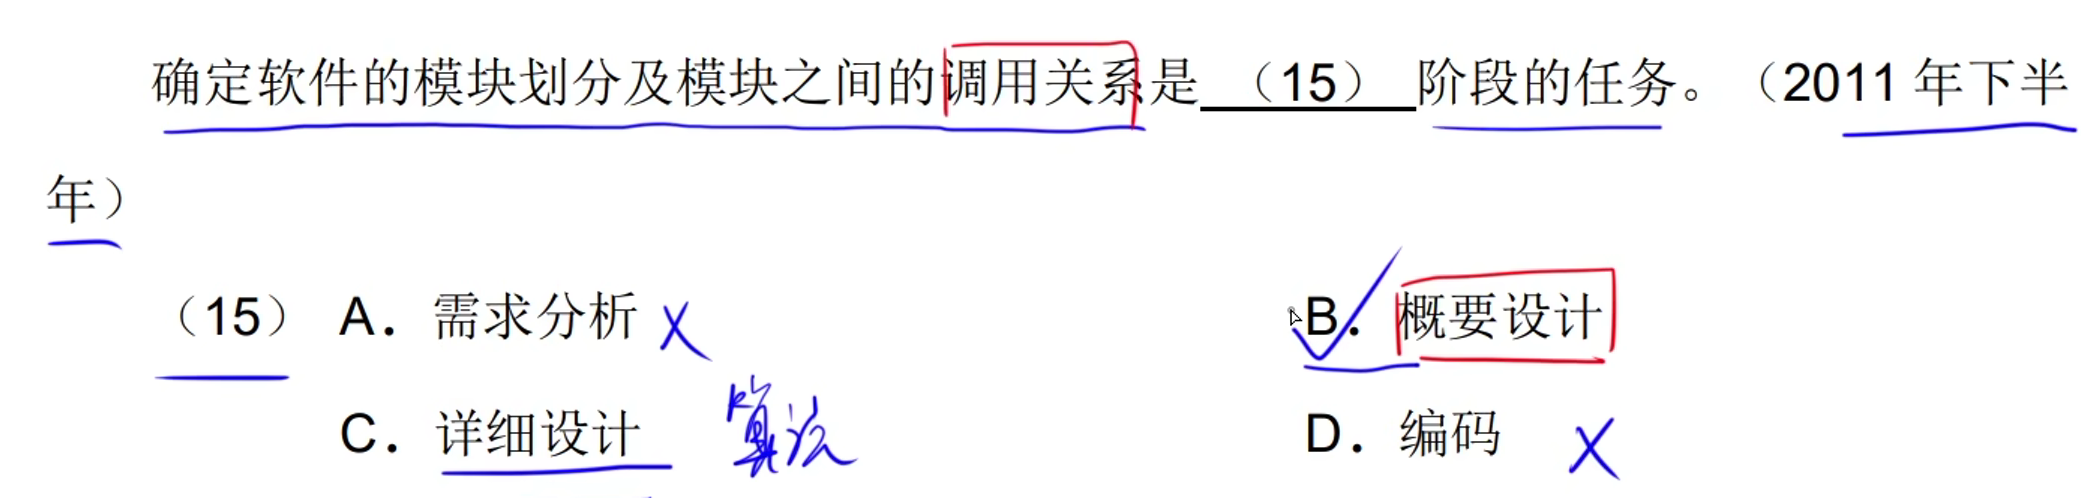 确定软件的模块划分及模块之间的调用关系是 （15） 阶段的任务。（2011 年下半
年）
（15） A. 需求分析 X B. 概要设计
C. 详细设计 算法 D. 编码 X